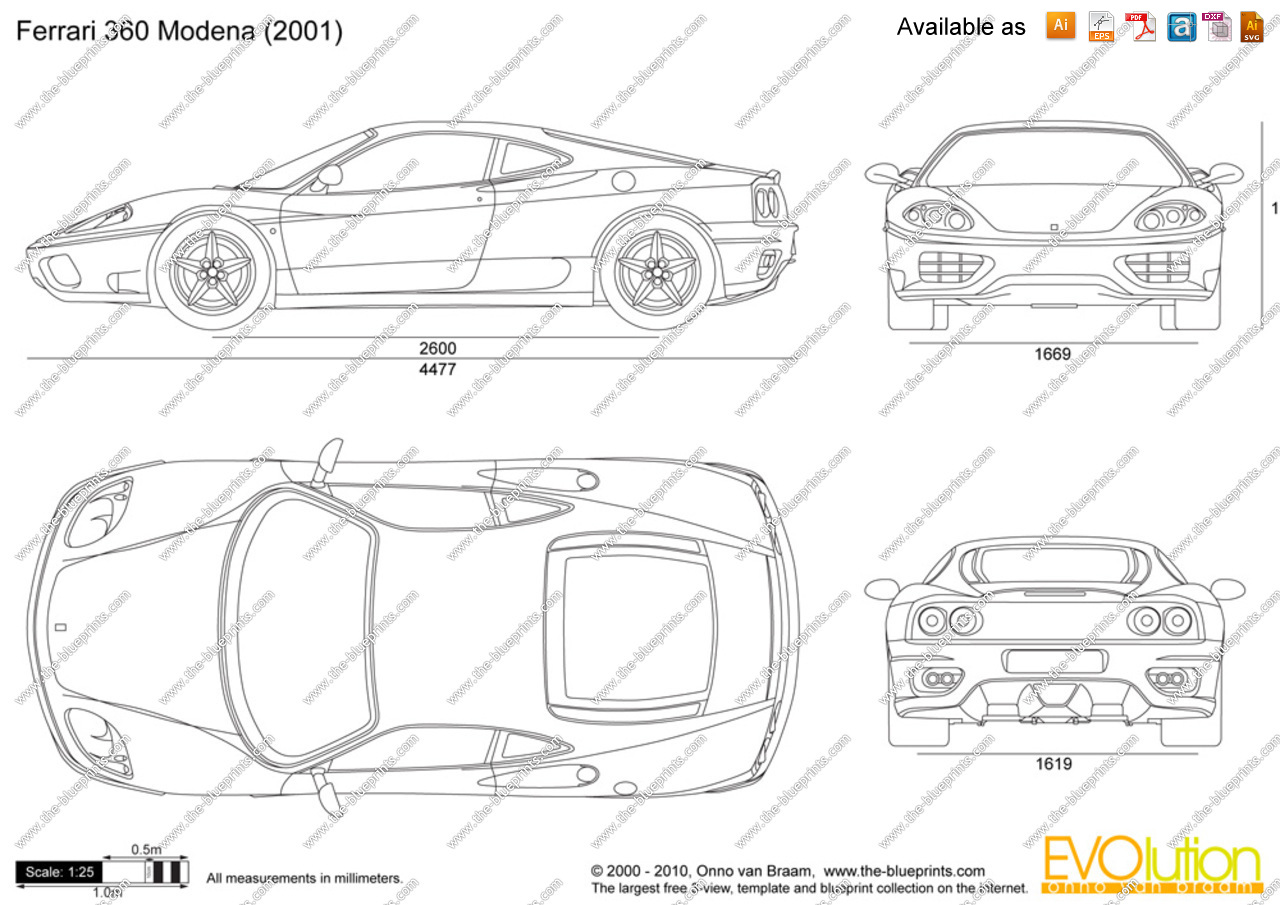 Ferrari 360 Modena (2001)
Available as
Ai
EPS
PDF
a
DXF
Ai
SVG
2600
4477
1669
1
1619
0.5m
Scale: 1:25
1.0m
All measurements in millimeters.
© 2000 - 2010, Onno van Braam, www.the-blueprints.com
The largest free review, template and blueprint collection on the internet.
EVOlution
onno van braam
www.the-blueprints.com